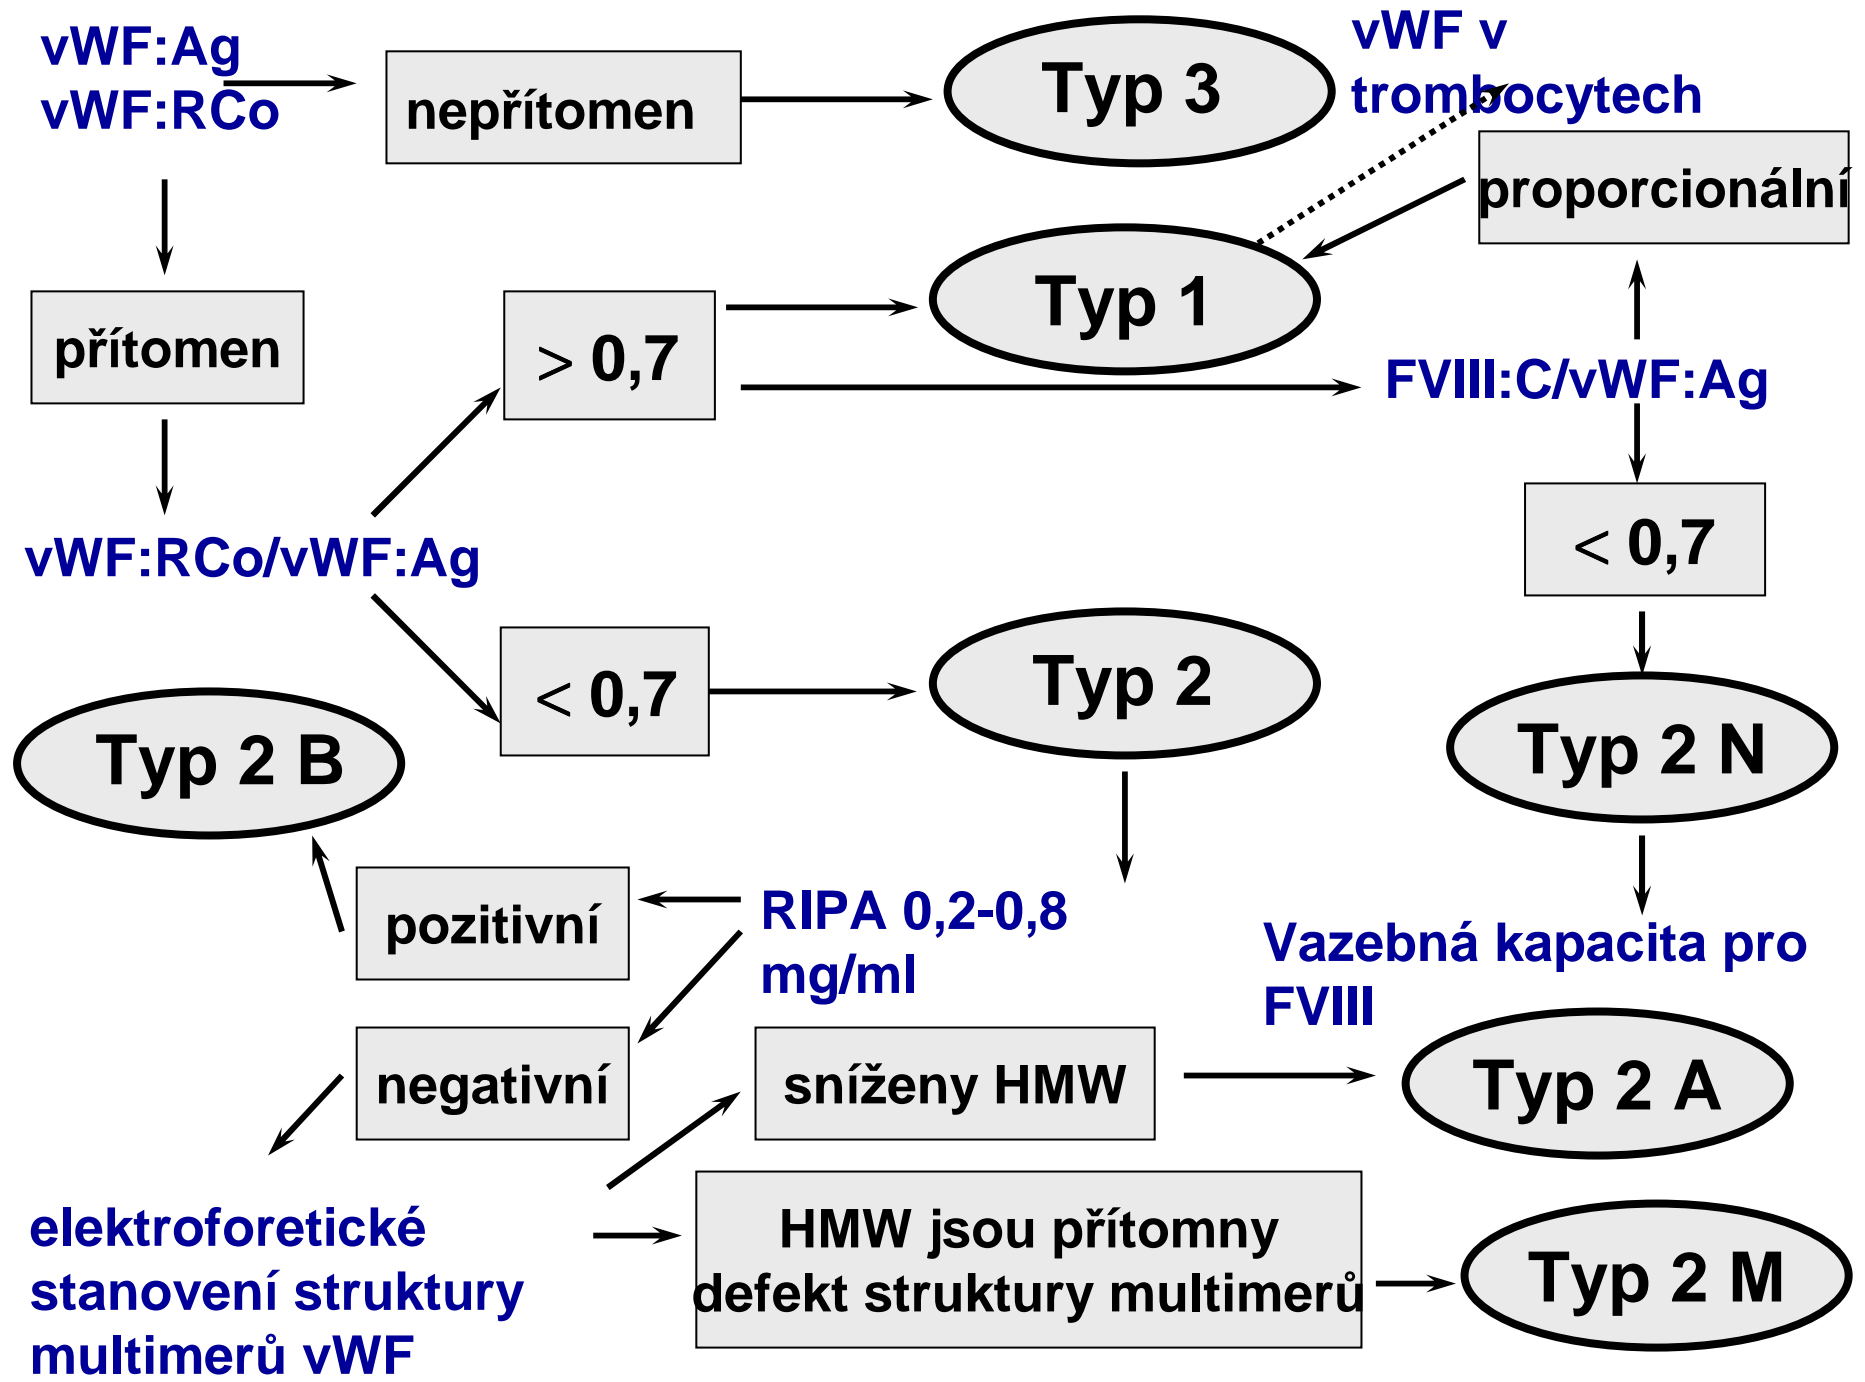 vWF:Ag
vWF:RCo
nepřítomen
Typ 3
vWF v
trombocytech
proporcionální
přítomen
> 0,7
Typ 1
FVIII:C/vWF:Ag
vWF:RCo/vWF:Ag
< 0,7
< 0,7
Typ 2
Typ 2 B
Typ 2 N
pozitivní
RIPA 0,2-0,8
mg/ml
Vazebná kapacita pro
FVIII
negativní
sníženy HMW
Typ 2 A
elektroforetické
stanovení struktury
multimerů vWF
HMW jsou přítomny
defekt struktury multimerů
Typ 2 M